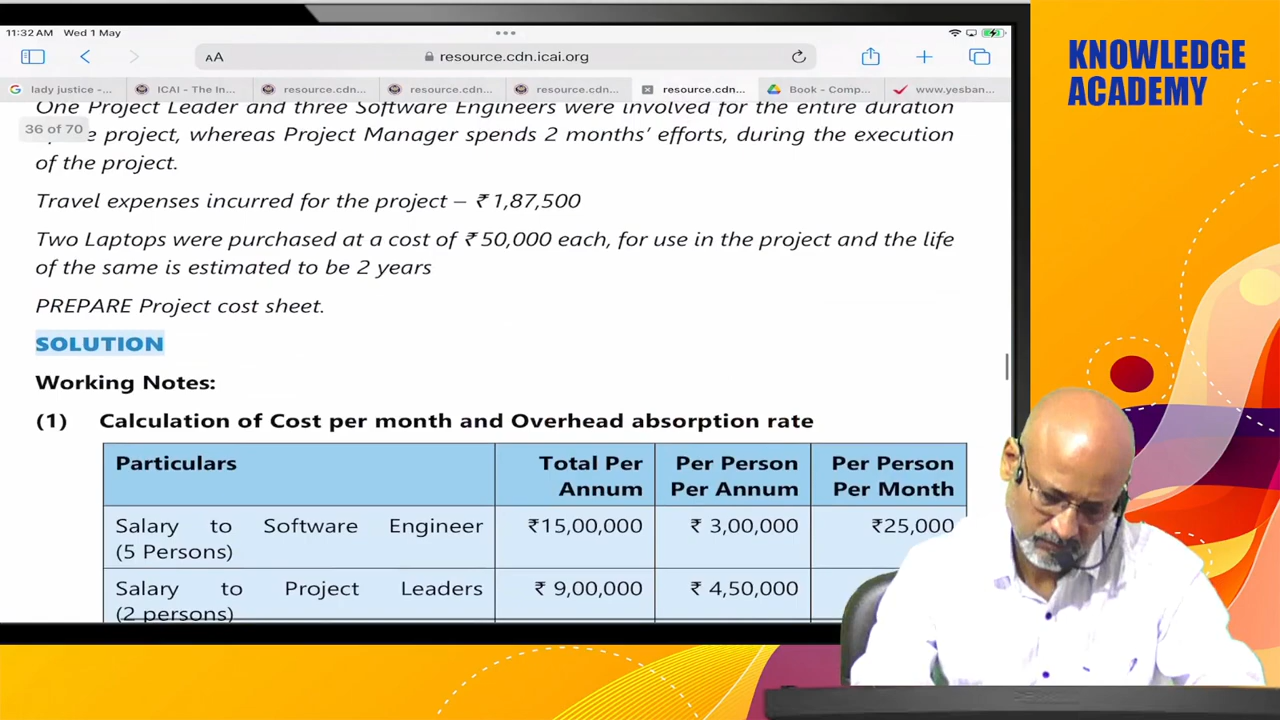 11:32 AM Wed 1 May
AA
resource.cdn.icai.org
lady justice -...
ICAI - The In...
resource.cdn...
resource.cdn...
resource.cdn...
resource.cdn...
Book - Comp...
www.yesban...
KNOWLEDGE
ACADEMY
One Project Leader and three Software Engineers were involved for the entire duration
36 of 70
project, whereas Project Manager spends 2 months’ efforts, during the execution
of the project.
Travel expenses incurred for the project – ₹ 1,87,500
Two Laptops were purchased at a cost of ₹ 50,000 each, for use in the project and the life
of the same is estimated to be 2 years
PREPARE Project cost sheet.
SOLUTION
Working Notes:
(1) Calculation of Cost per month and Overhead absorption rate
Particulars Total Per Annum Per Person Per Annum Per Person Per Month
Salary to Software Engineer (5 Persons) ₹15,00,000 ₹ 3,00,000 ₹25,000
Salary to Project Leaders (2 persons) ₹ 9,00,000 ₹ 4,50,000